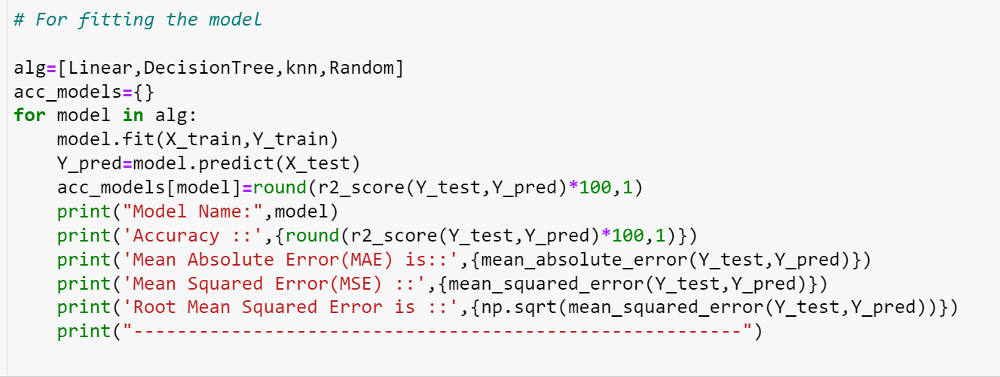 # For fitting the model
alg=[Linear,DecisionTree,knn,Random]
acc_models={}
for model in alg:
    model.fit(X_train,Y_train)
    Y_pred=model.predict(X_test)
    acc_models[model]=round(r2_score(Y_test,Y_pred)*100,1)
    print("Model Name:",model)
    print('Accuracy ::',{round(r2_score(Y_test,Y_pred)*100,1)})
    print('Mean Absolute Error(MAE) is::',{mean_absolute_error(Y_test,Y_pred)})
    print('Mean Squared Error(MSE) ::',{mean_squared_error(Y_test,Y_pred)})
    print('Root Mean Squared Error is ::',{np.sqrt(mean_squared_error(Y_test,Y_pred))})
    print("--------------------------------------------------------")